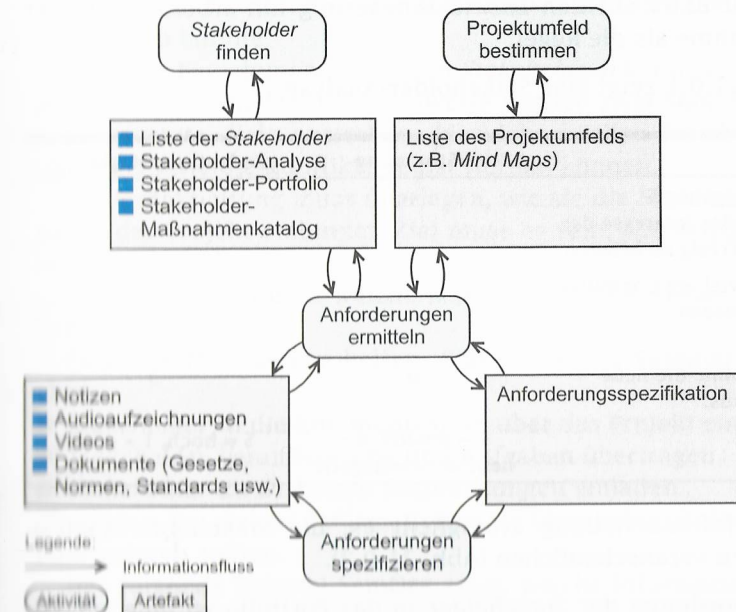 Stakeholder
finden
Projektumfeld
bestimmen
Liste der Stakeholder
Stakeholder-Analyse
Stakeholder-Portfolio
Stakeholder-
Maßnahmenkatalog
Liste des Projektumfelds
(z.B. Mind Maps)
Anforderungen
ermitteln
Notizen
Audioaufzeichnungen
Videos
Dokumente (Gesetze,
Normen, Standards usw.)
Anforderungsspezifikation
Anforderungen
spezifizieren
Legende:
Informationsfluss
Aktivität
Artefakt